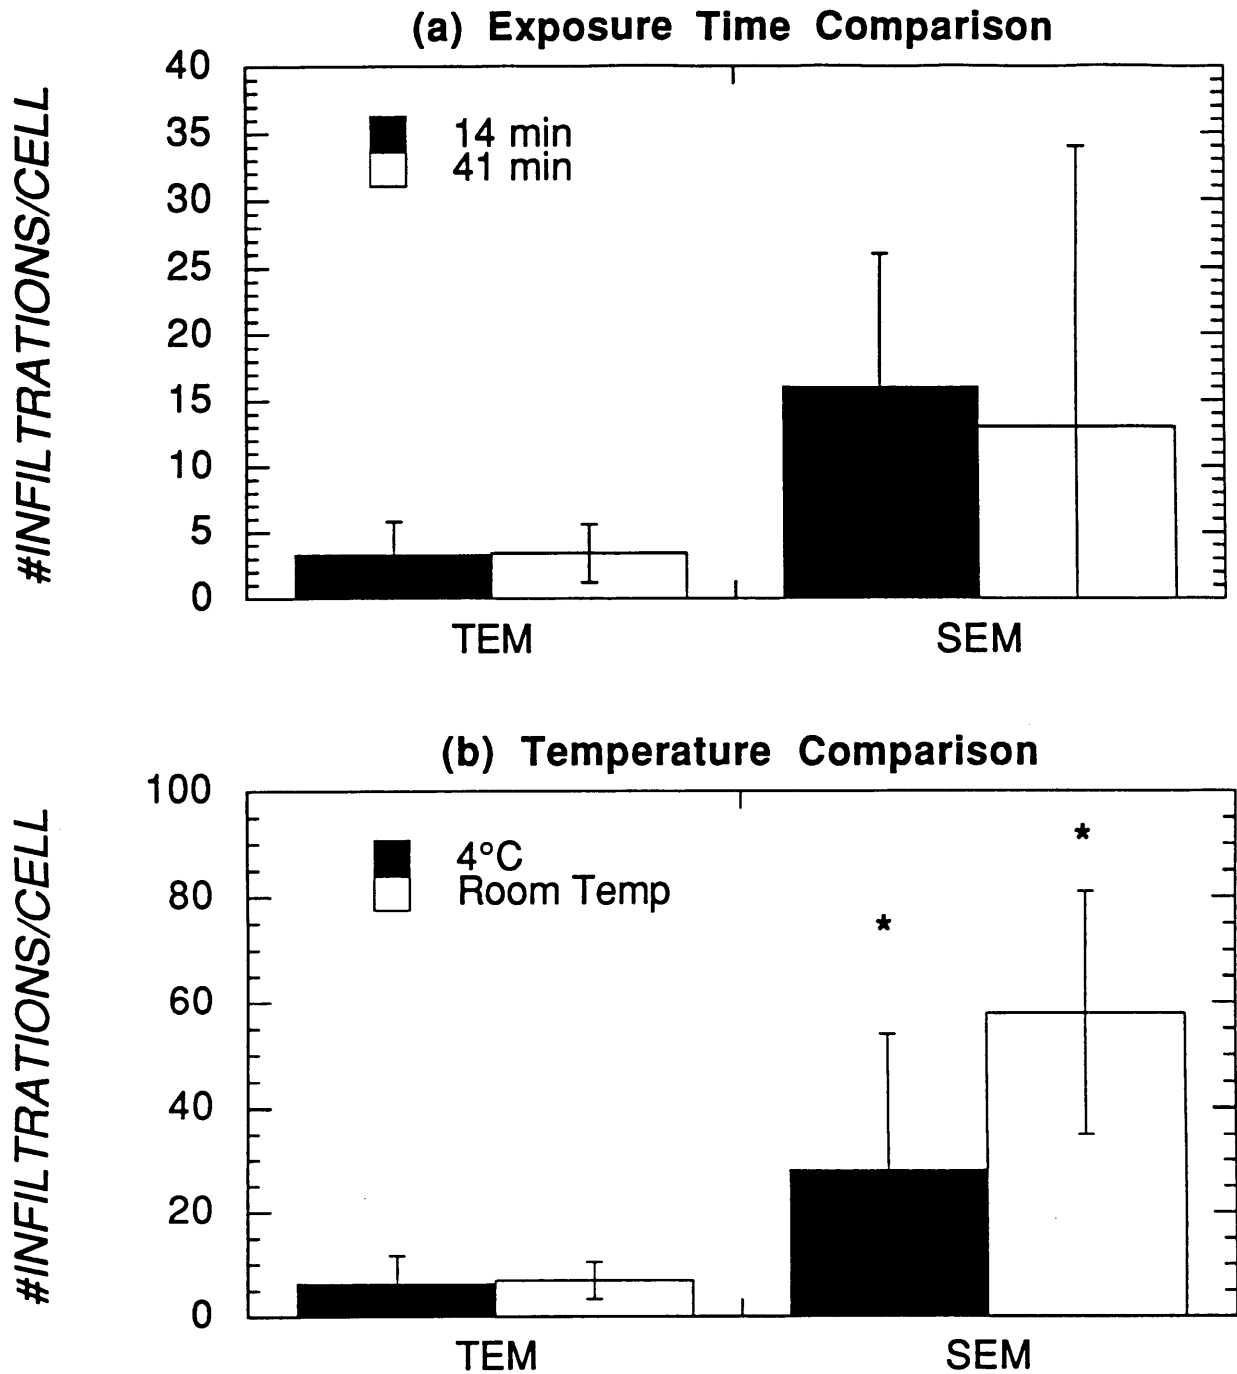 (a) Exposure Time Comparison
#INFILTRATIONS/CELL
40
35
30
25
20
15
10
5
0
14 min
41 min
TEM
SEM
(b) Temperature Comparison
#INFILTRATIONS/CELL
100
80
60
40
20
0
4°C
Room Temp
*
*
TEM
SEM